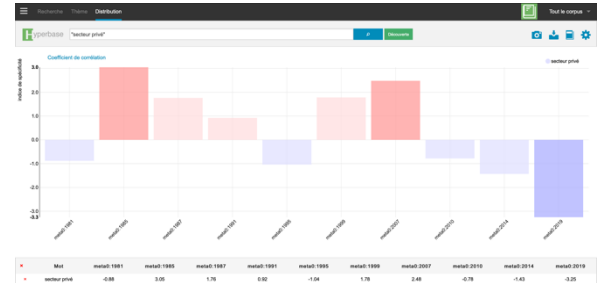 Recherche Thème Distribution Tout le corpus
Hyperbase "secteur privé" Découverte
Coefficient de corrélation
secteur privé
Indice de spécificité
3.0
2.0
1.0
0.0
-1.0
-2.0
-3.0
-3.3
meta0:1981 meta0:1985 meta0:1987 meta0:1991 meta0:1995 meta0:1999 meta0:2007 meta0:2010 meta0:2014 meta0:2019
Mot meta0:1981 meta0:1985 meta0:1987 meta0:1991 meta0:1995 meta0:1999 meta0:2007 meta0:2010 meta0:2014 meta0:2019
secteur privé -0.88 3.05 1.76 0.92 -1.04 1.78 2.48 -0.78 -1.43 -3.25